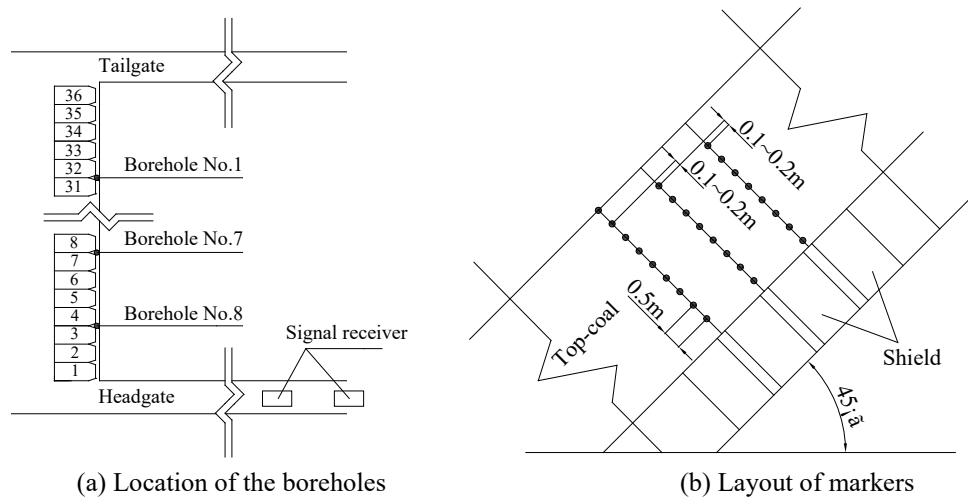 Tailgate
36
35
34
33
32
31
Borehole No.1
8
7
6
5
4
3
2
1
Borehole No.7
Borehole No.8
Signal receiver
Headgate
(a) Location of the boreholes
0.1~0.2m
0.1~0.2m
0.5m
Top-coal
Shield
45¡ã
(b) Layout of markers